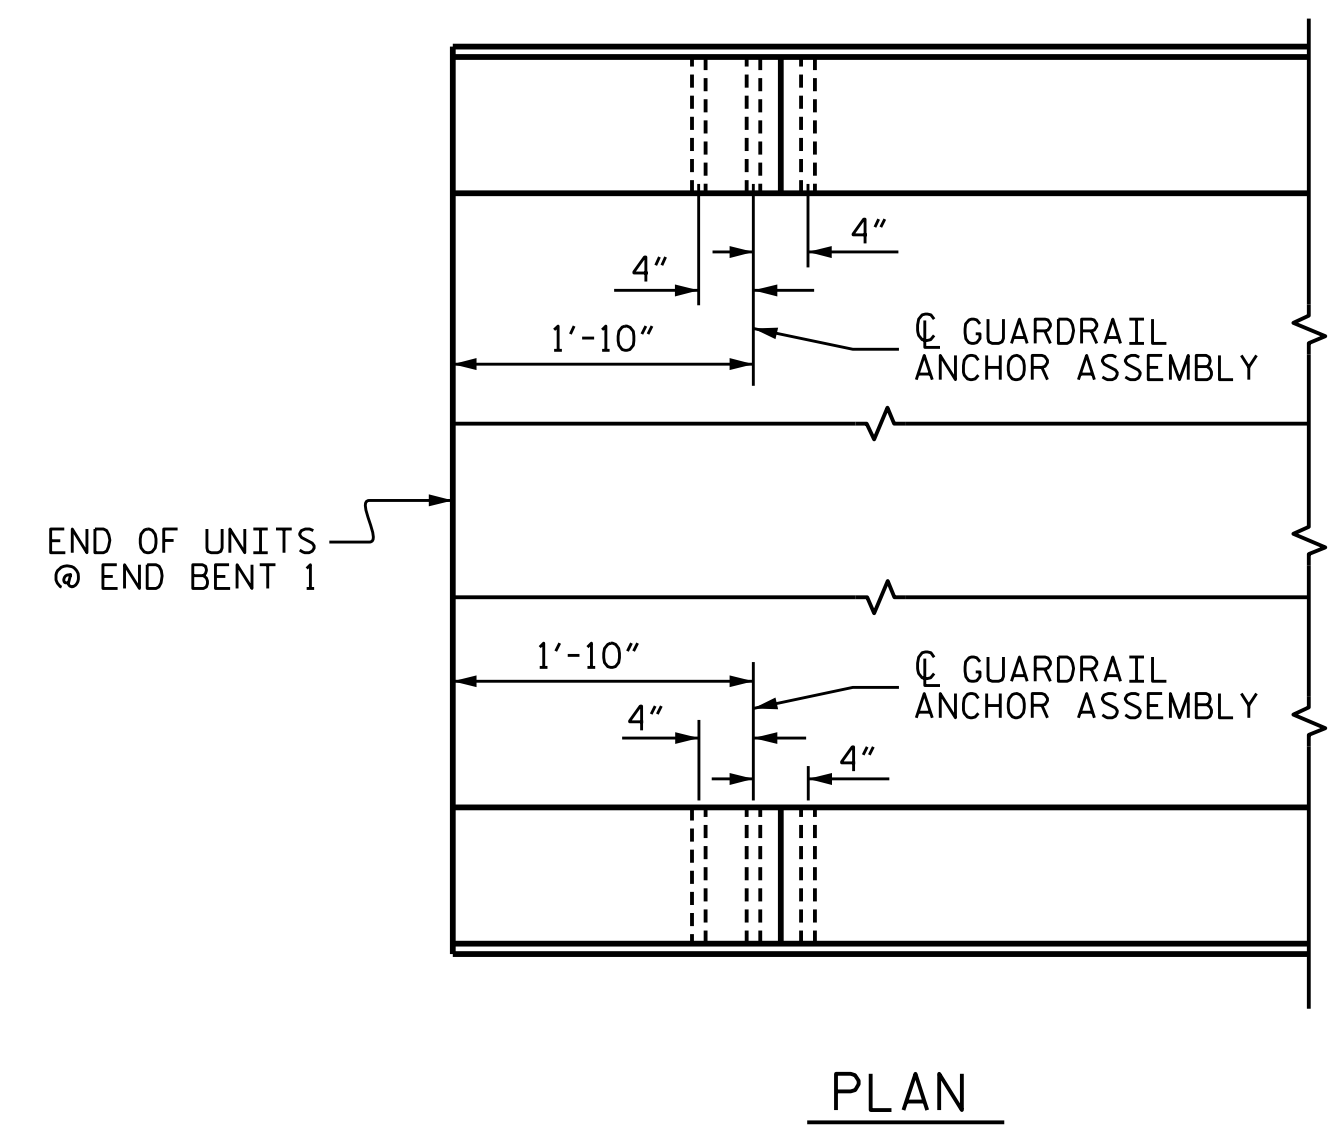 4"
4"
1'-10"
℄ GUARDRAIL
ANCHOR ASSEMBLY
END OF UNITS
@ END BENT 1
1'-10"
℄ GUARDRAIL
ANCHOR ASSEMBLY
4"
4"
PLAN